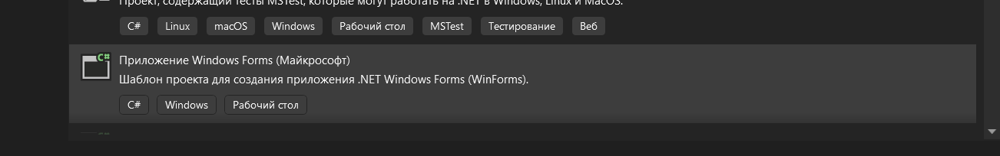 Проект, содержащий тесты MSTest, которые могут работать на .NET в Windows, Linux и MacOS.
C# Linux macOS Windows Рабочий стол MSTest Тестирование Веб
C#
Приложение Windows Forms (Майкрософт)
Шаблон проекта для создания приложения .NET Windows Forms (WinForms).
C# Windows Рабочий стол